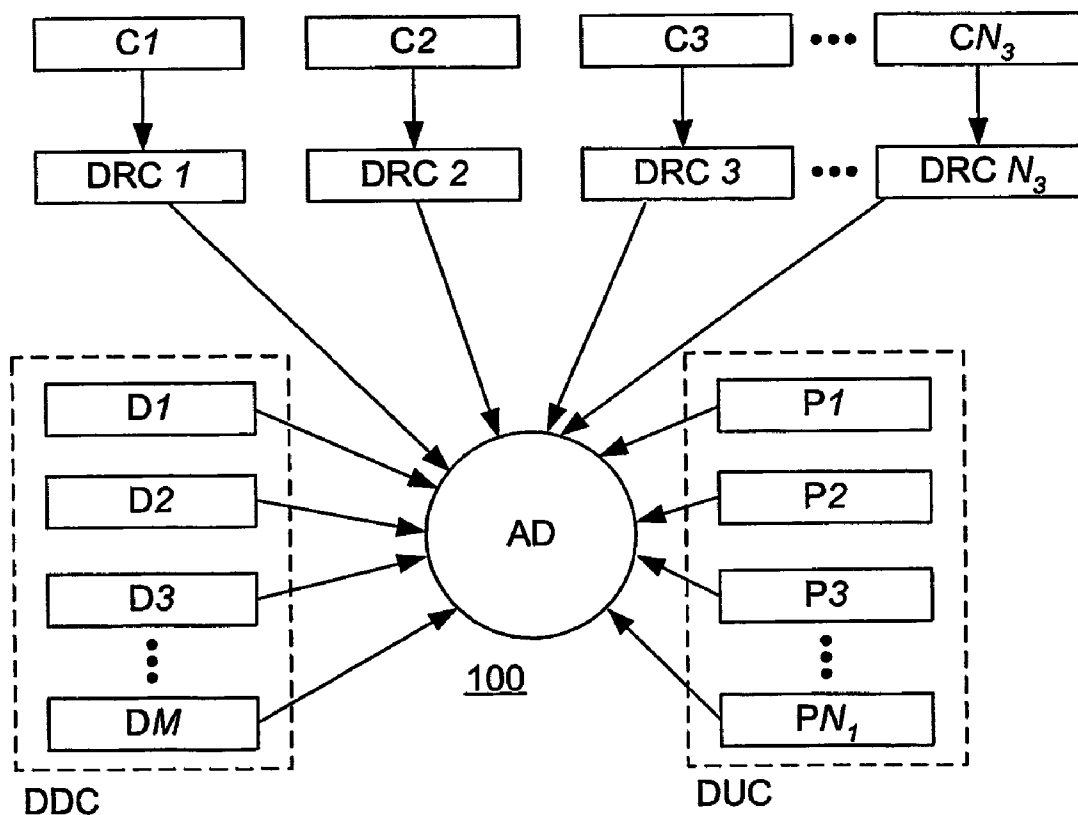 C1 C2 C3 ••• CN₃
DRC 1 DRC 2 DRC 3 ••• DRC N₃
D1
D2
D3
DM
DDC
AD
100
P1
P2
P3
PN₁
DUC